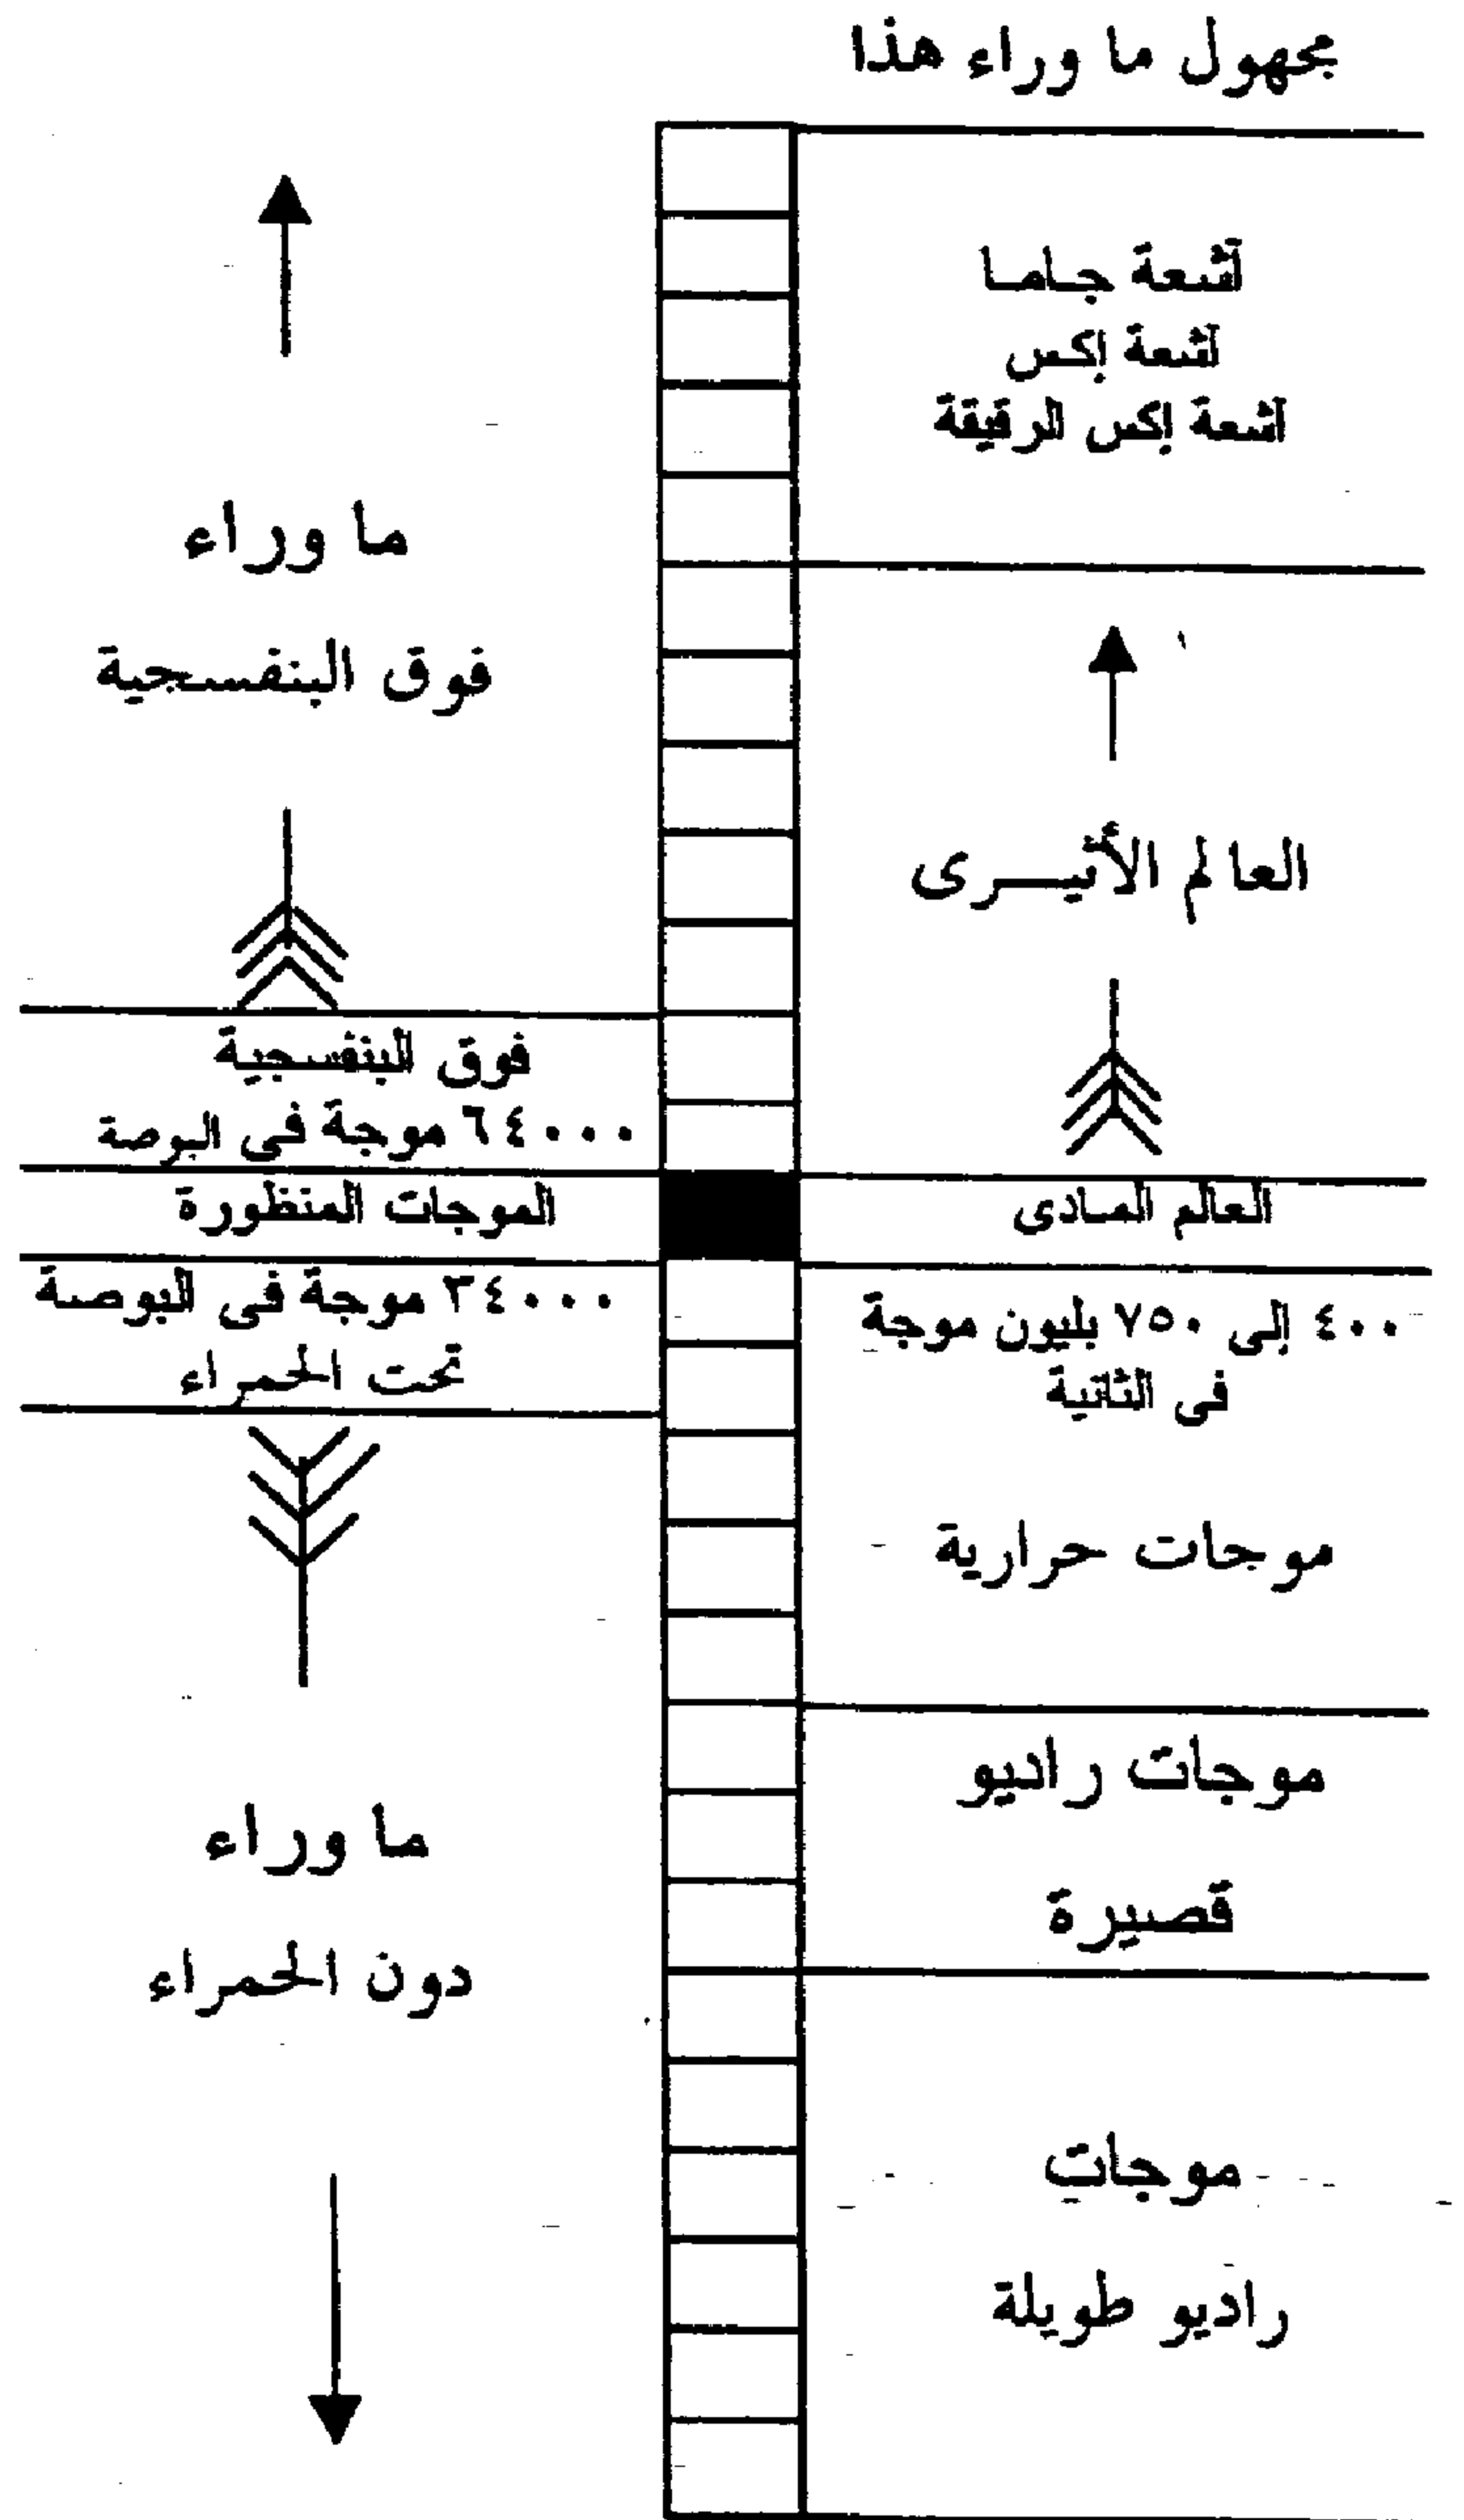 مجهول ما وراء هذا
أشعة جاما
أشعة إكس
أشعة إكس الرقيقة
العالم الأثيرى
العالم المادى
٤٠٠ إلى ٧٥٠ بليون موجة
فى الثانية
موجات حرارية
موجات راديو
قصيرة
موجات
راديو طويلة
ما وراء
فوق البنفسجية
فوق البنفسجية
٦٤٠٠٠ موجة فى البوصة
الموجات المنظورة
٣٤٠٠٠ موجة فى البوصة
تحت الحمراء
ما وراء
دون الحمراء